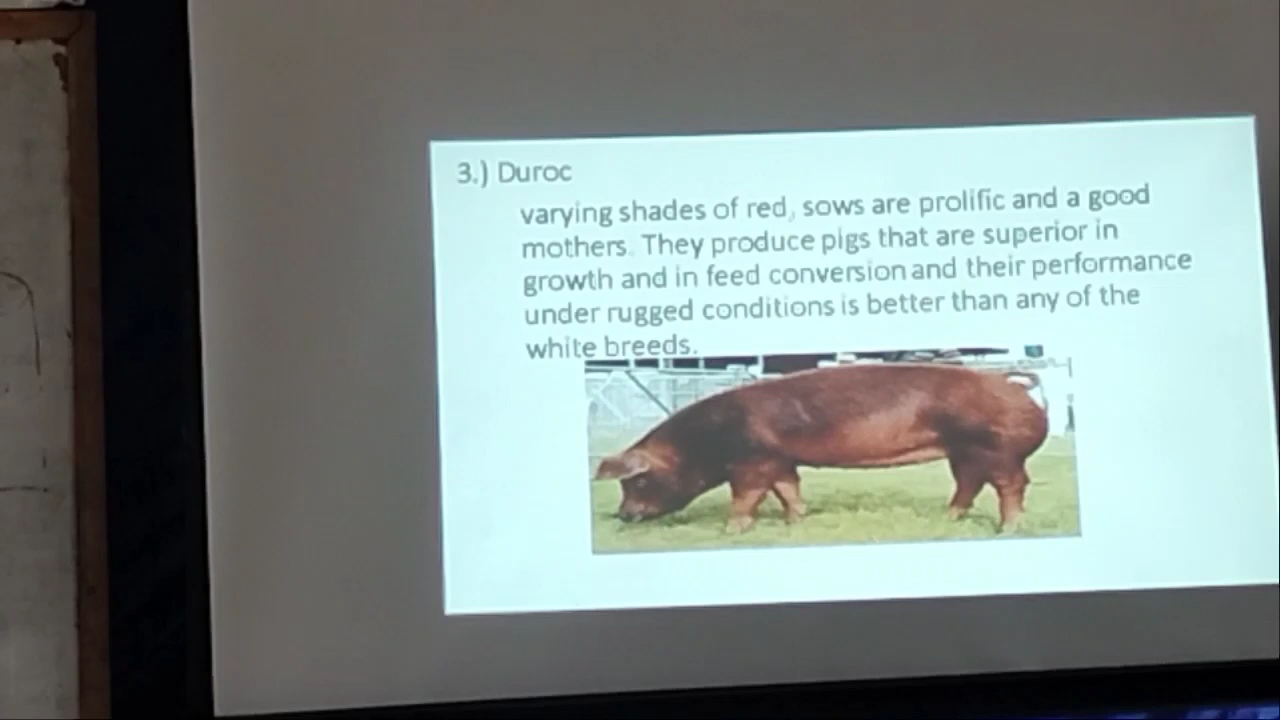 3.) Duroc
varying shades of red, sows are prolific and a good
mothers. They produce pigs that are superior in
growth and in feed conversion and their performance
under rugged conditions is better than any of the
white breeds.